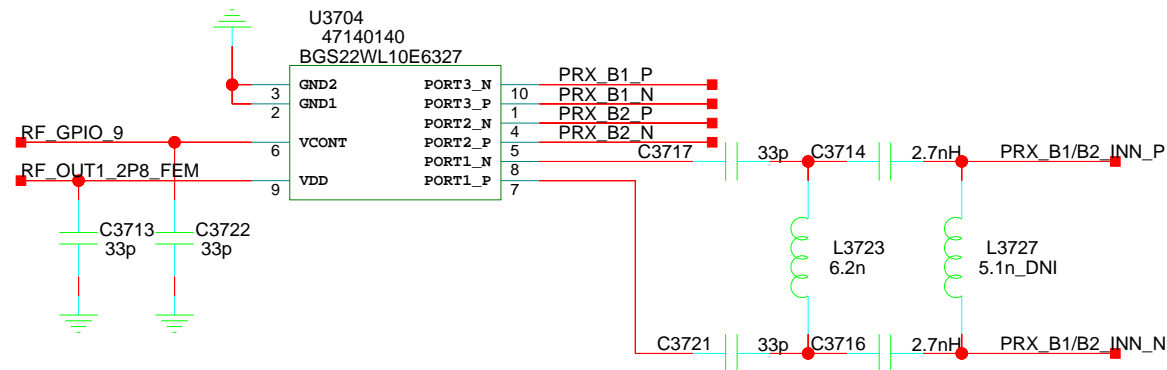 U3704
47140140
BGS22WL10E6327
GND2
3
GND1
2
VCONT
6
VDD
9
PORT3_N
10
PORT3_P
1
PORT2_N
4
PORT2_P
5
PORT1_N
8
PORT1_P
7
PRX_B1_P
PRX_B1_N
PRX_B2_P
PRX_B2_N
RF_GPIO_9
RF_OUT1_2P8_FEM
C3713
33p
C3722
33p
C3717
33p
C3714
2.7nH
PRX_B1/B2_INN_P
L3723
6.2n
L3727
5.1n_DNI
C3721
33p
C3716
2.7nH
PRX_B1/B2_INN_N